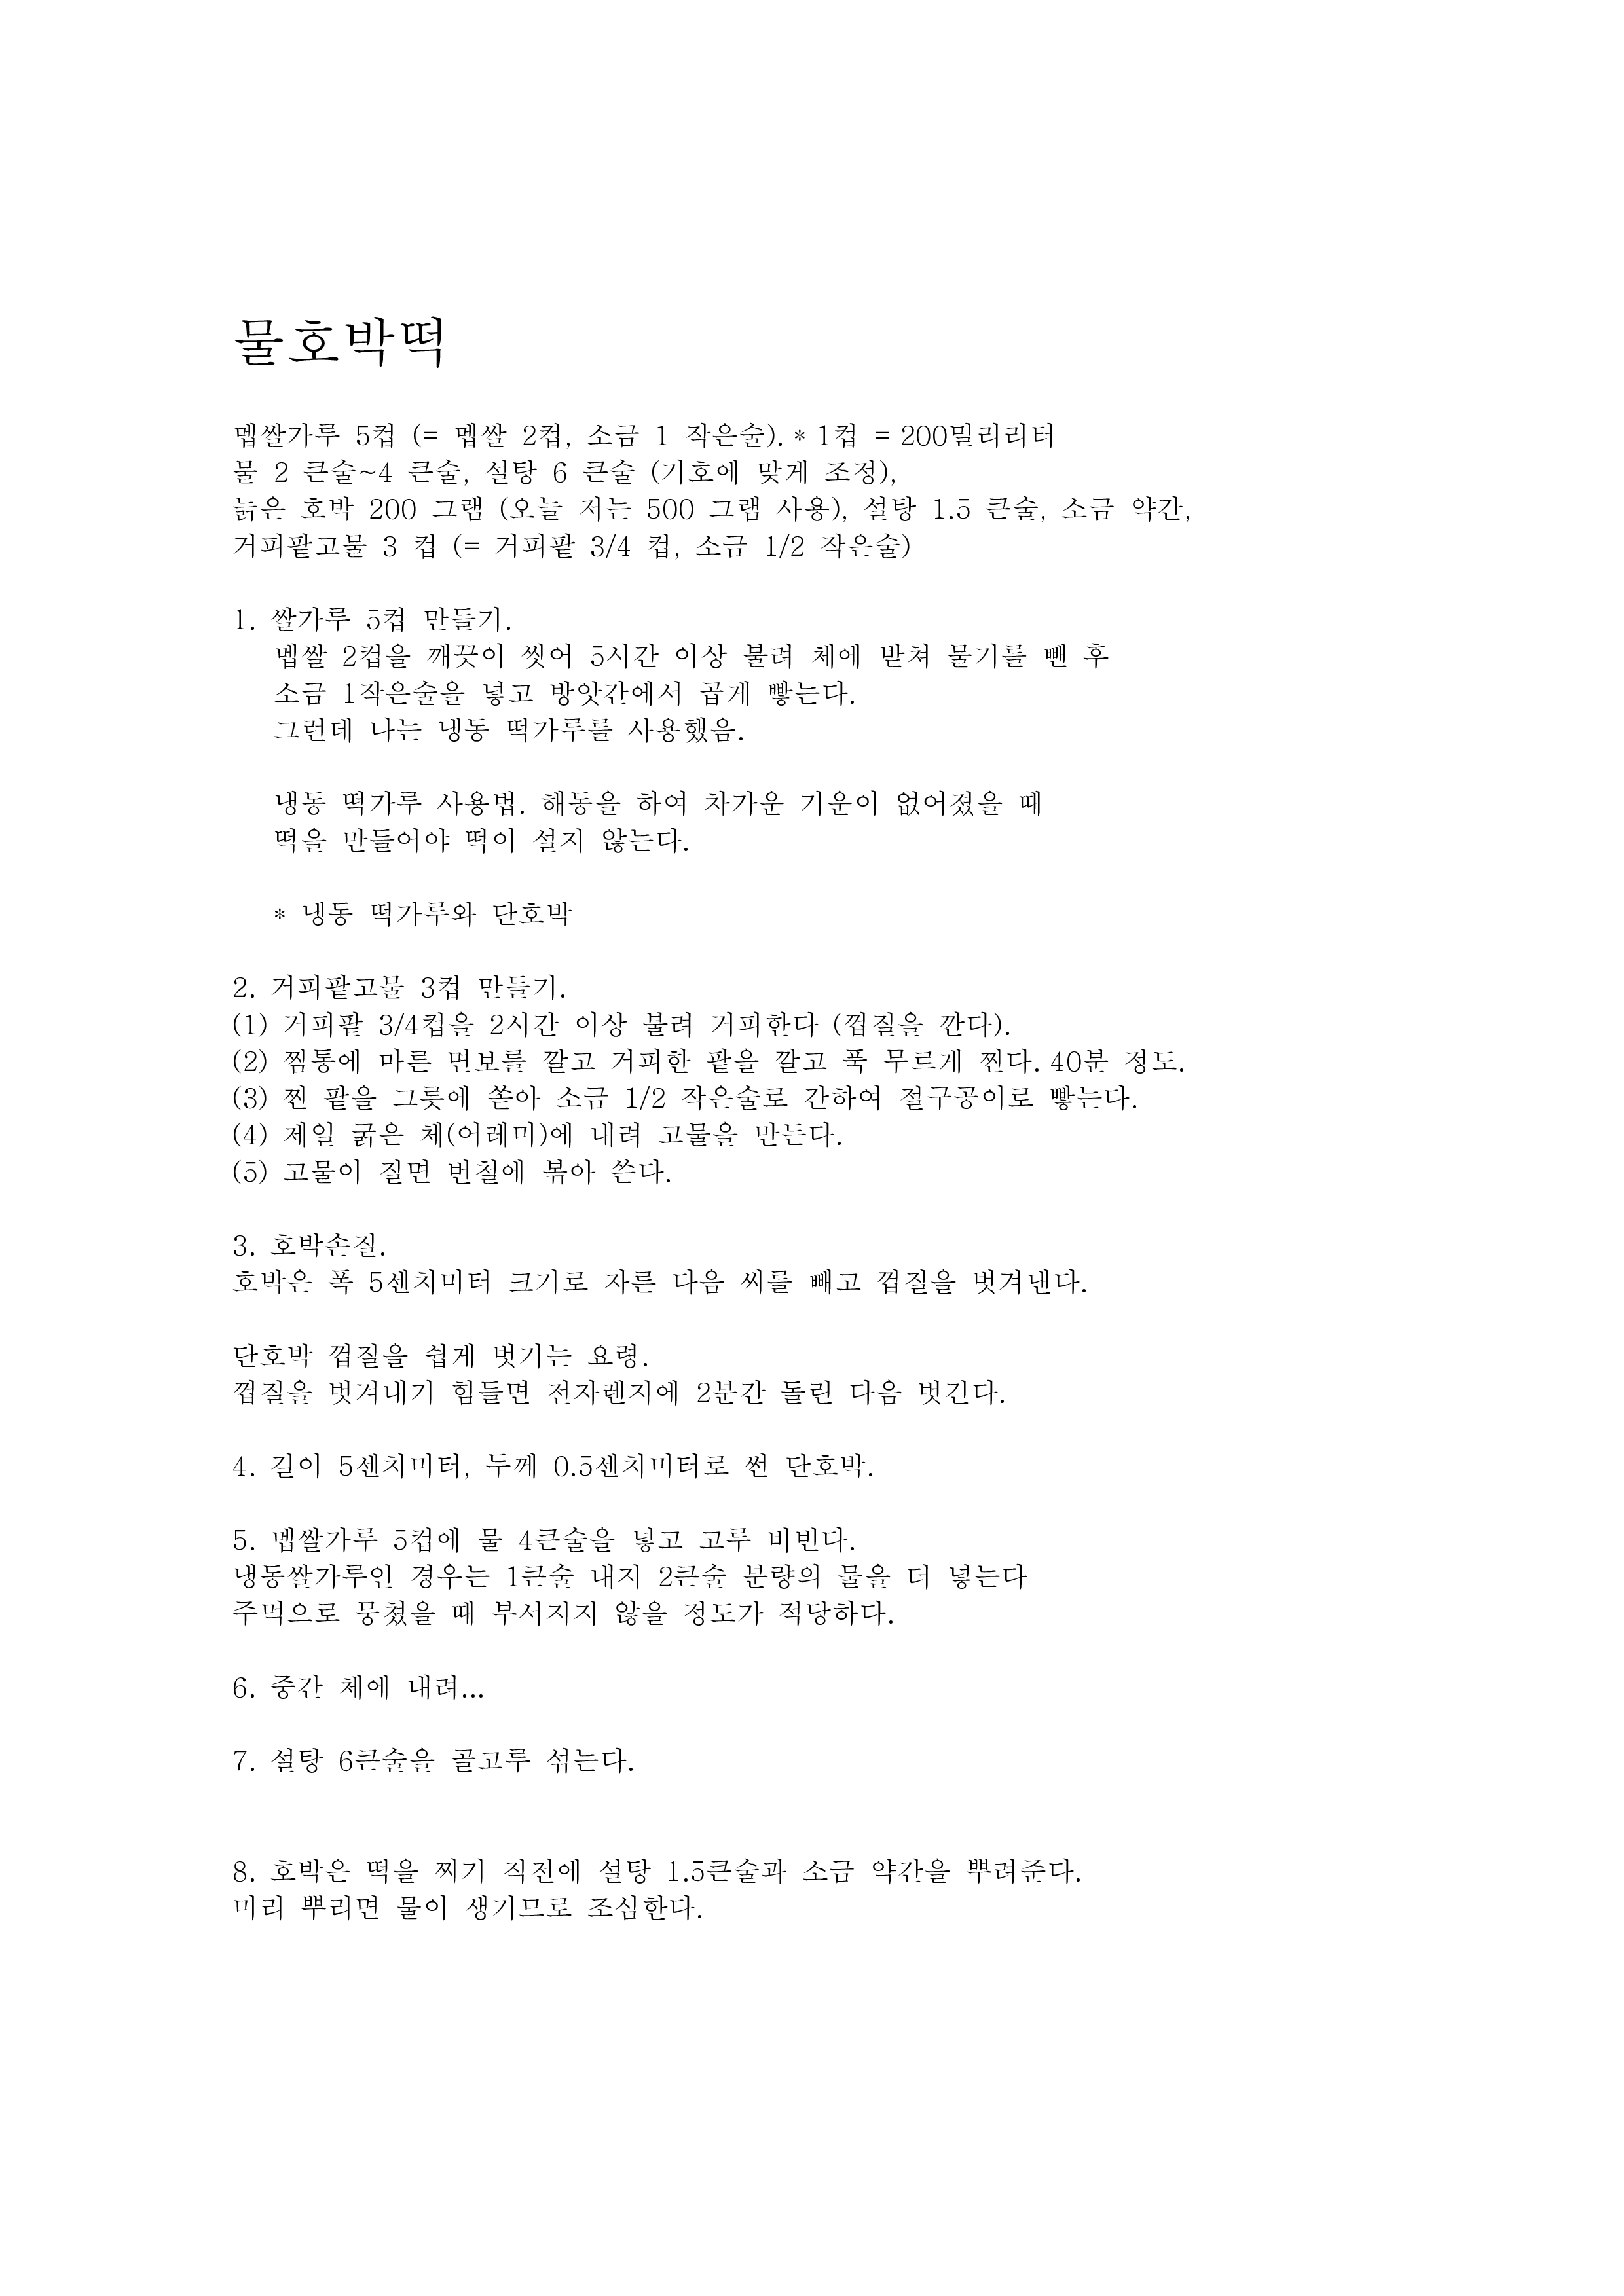 물호박떡
멥쌀가루 5컵 (= 멥쌀 2컵, 소금 1 작은술). * 1컵 = 200밀리리터
물 2 큰술~4 큰술, 설탕 6 큰술 (기호에 맞게 조정),
늙은 호박 200 그램 (오늘 저는 500 그램 사용), 설탕 1.5 큰술, 소금 약간,
거피팥고물 3 컵 (= 거피팥 3/4 컵, 소금 1/2 작은술)
1. 쌀가루 5컵 만들기.
멥쌀 2컵을 깨끗이 씻어 5시간 이상 불려 체에 받쳐 물기를 뺀 후
소금 1작은술을 넣고 방앗간에서 곱게 빻는다.
그런데 나는 냉동 떡가루를 사용했음.
냉동 떡가루 사용법. 해동을 하여 차가운 기운이 없어졌을 때
떡을 만들어야 떡이 설지 않는다.
* 냉동 떡가루와 단호박
2. 거피팥고물 3컵 만들기.
(1) 거피팥 3/4컵을 2시간 이상 불려 거피한다 (껍질을 깐다).
(2) 찜통에 마른 면보를 깔고 거피한 팥을 깔고 푹 무르게 찐다. 40분 정도.
(3) 찐 팥을 그릇에 쏟아 소금 1/2 작은술로 간하여 절구공이로 빻는다.
(4) 제일 굵은 체(어레미)에 내려 고물을 만든다.
(5) 고물이 질면 번철에 볶아 쓴다.
3. 호박손질.
호박은 폭 5센치미터 크기로 자른 다음 씨를 빼고 껍질을 벗겨낸다.
단호박 껍질을 쉽게 벗기는 요령.
껍질을 벗겨내기 힘들면 전자렌지에 2분간 돌린 다음 벗긴다.
4. 길이 5센치미터, 두께 0.5센치미터로 썬 단호박.
5. 멥쌀가루 5컵에 물 4큰술을 넣고 고루 비빈다.
냉동쌀가루인 경우는 1큰술 내지 2큰술 분량의 물을 더 넣는다
주먹으로 뭉쳤을 때 부서지지 않을 정도가 적당하다.
6. 중간 체에 내려...
7. 설탕 6큰술을 골고루 섞는다.
8. 호박은 떡을 찌기 직전에 설탕 1.5큰술과 소금 약간을 뿌려준다.
미리 뿌리면 물이 생기므로 조심한다.